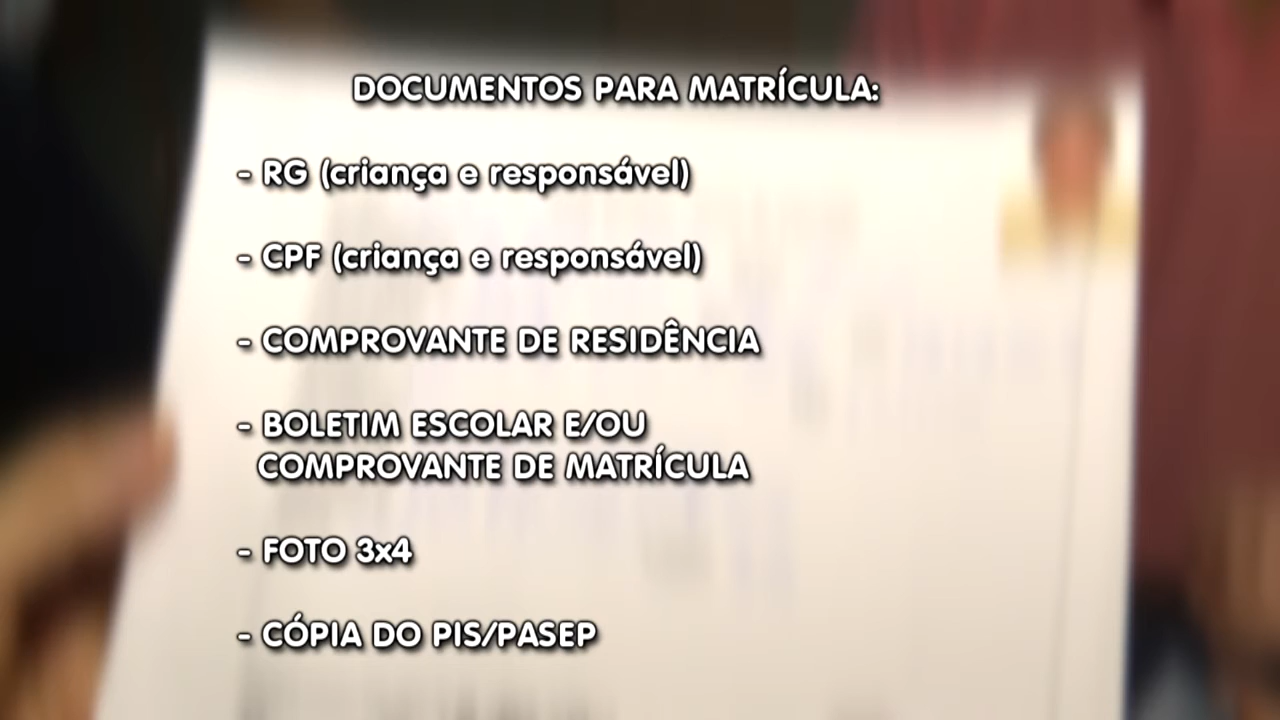 DOCUMENTOS PARA MATRÍCULA:
- RG (criança e responsável)
- CPF (criança e responsável)
- COMPROVANTE DE RESIDÊNCIA
- BOLETIM ESCOLAR E/OU
COMPROVANTE DE MATRÍCULA
- FOTO 3x4
- CÓPIA DO PIS/PASEP